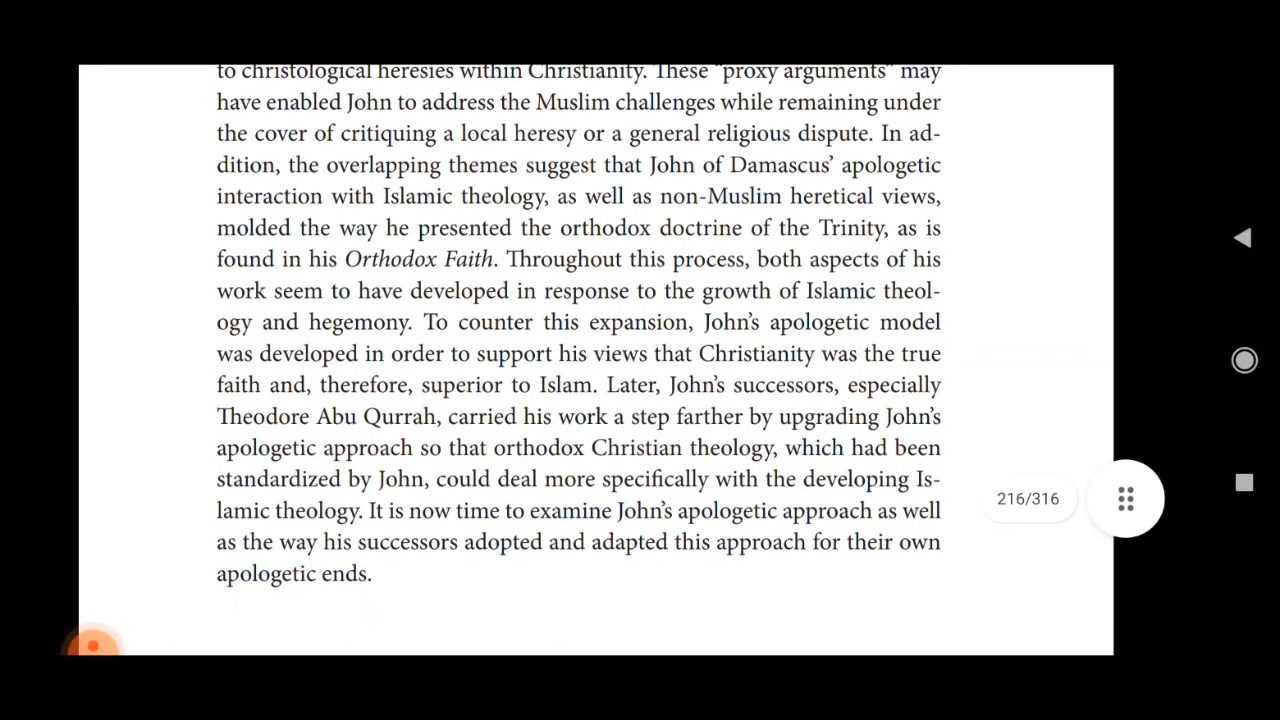 to christological heresies within Christianity. These “proxy arguments” may
have enabled John to address the Muslim challenges while remaining under
the cover of critiquing a local heresy or a general religious dispute. In ad-
dition, the overlapping themes suggest that John of Damascus’ apologetic
interaction with Islamic theology, as well as non-Muslim heretical views,
molded the way he presented the orthodox doctrine of the Trinity, as is
found in his Orthodox Faith. Throughout this process, both aspects of his
work seem to have developed in response to the growth of Islamic theol-
ogy and hegemony. To counter this expansion, John’s apologetic model
was developed in order to support his views that Christianity was the true
faith and, therefore, superior to Islam. Later, John’s successors, especially
Theodore Abu Qurrah, carried his work a step farther by upgrading John’s
apologetic approach so that orthodox Christian theology, which had been
standardized by John, could deal more specifically with the developing Is-
lamic theology. It is now time to examine John’s apologetic approach as well
as the way his successors adopted and adapted this approach for their own
apologetic ends.
216/316